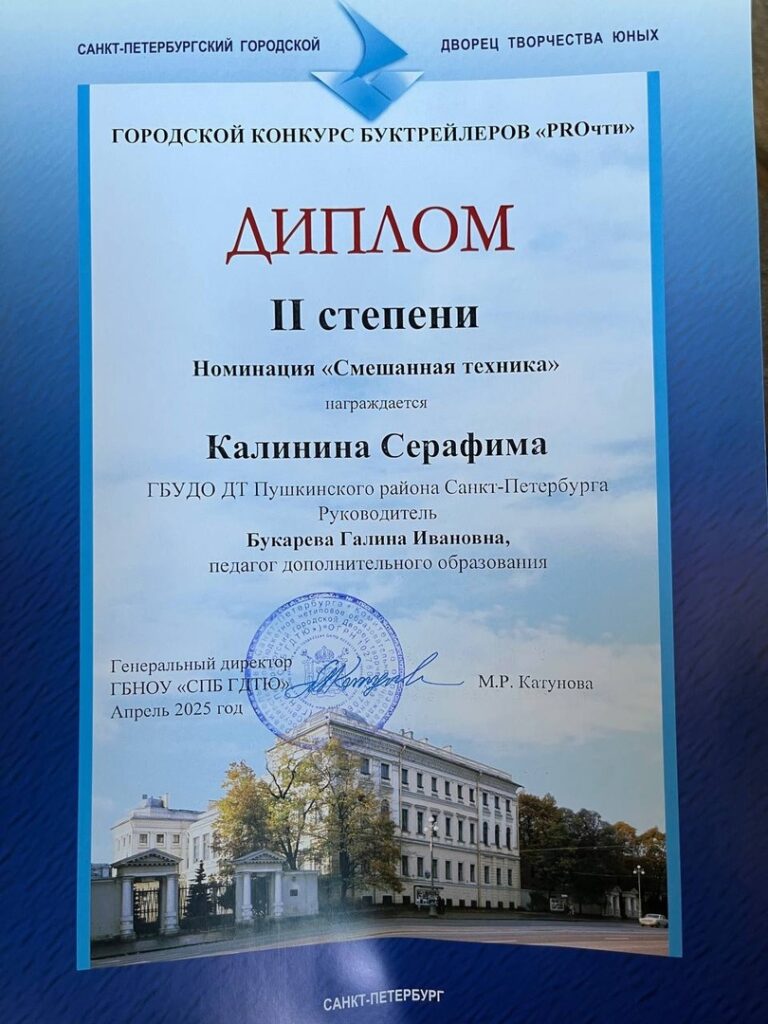 САНКТ-ПЕТЕРБУРГСКИЙ ГОРОДСКОЙ ДВОРЕЦ ТВОРЧЕСТВА ЮНЫХ
ГОРОДСКОЙ КОНКУРС БУКТРЕЙЛЕРОВ «PROчти»
ДИПЛОМ
II степени
Номинация «Смешанная техника»
награждается
Калинина Серафима
ГБУДО ДТ Пушкинского района Санкт-Петербурга
Руководитель
Букарева Галина Ивановна,
педагог дополнительного образования
Генеральный директор
ГБНОУ «СПБ ГДТЮ» М.Р. Катунова
Апрель 2025 год
САНКТ-ПЕТЕРБУРГ